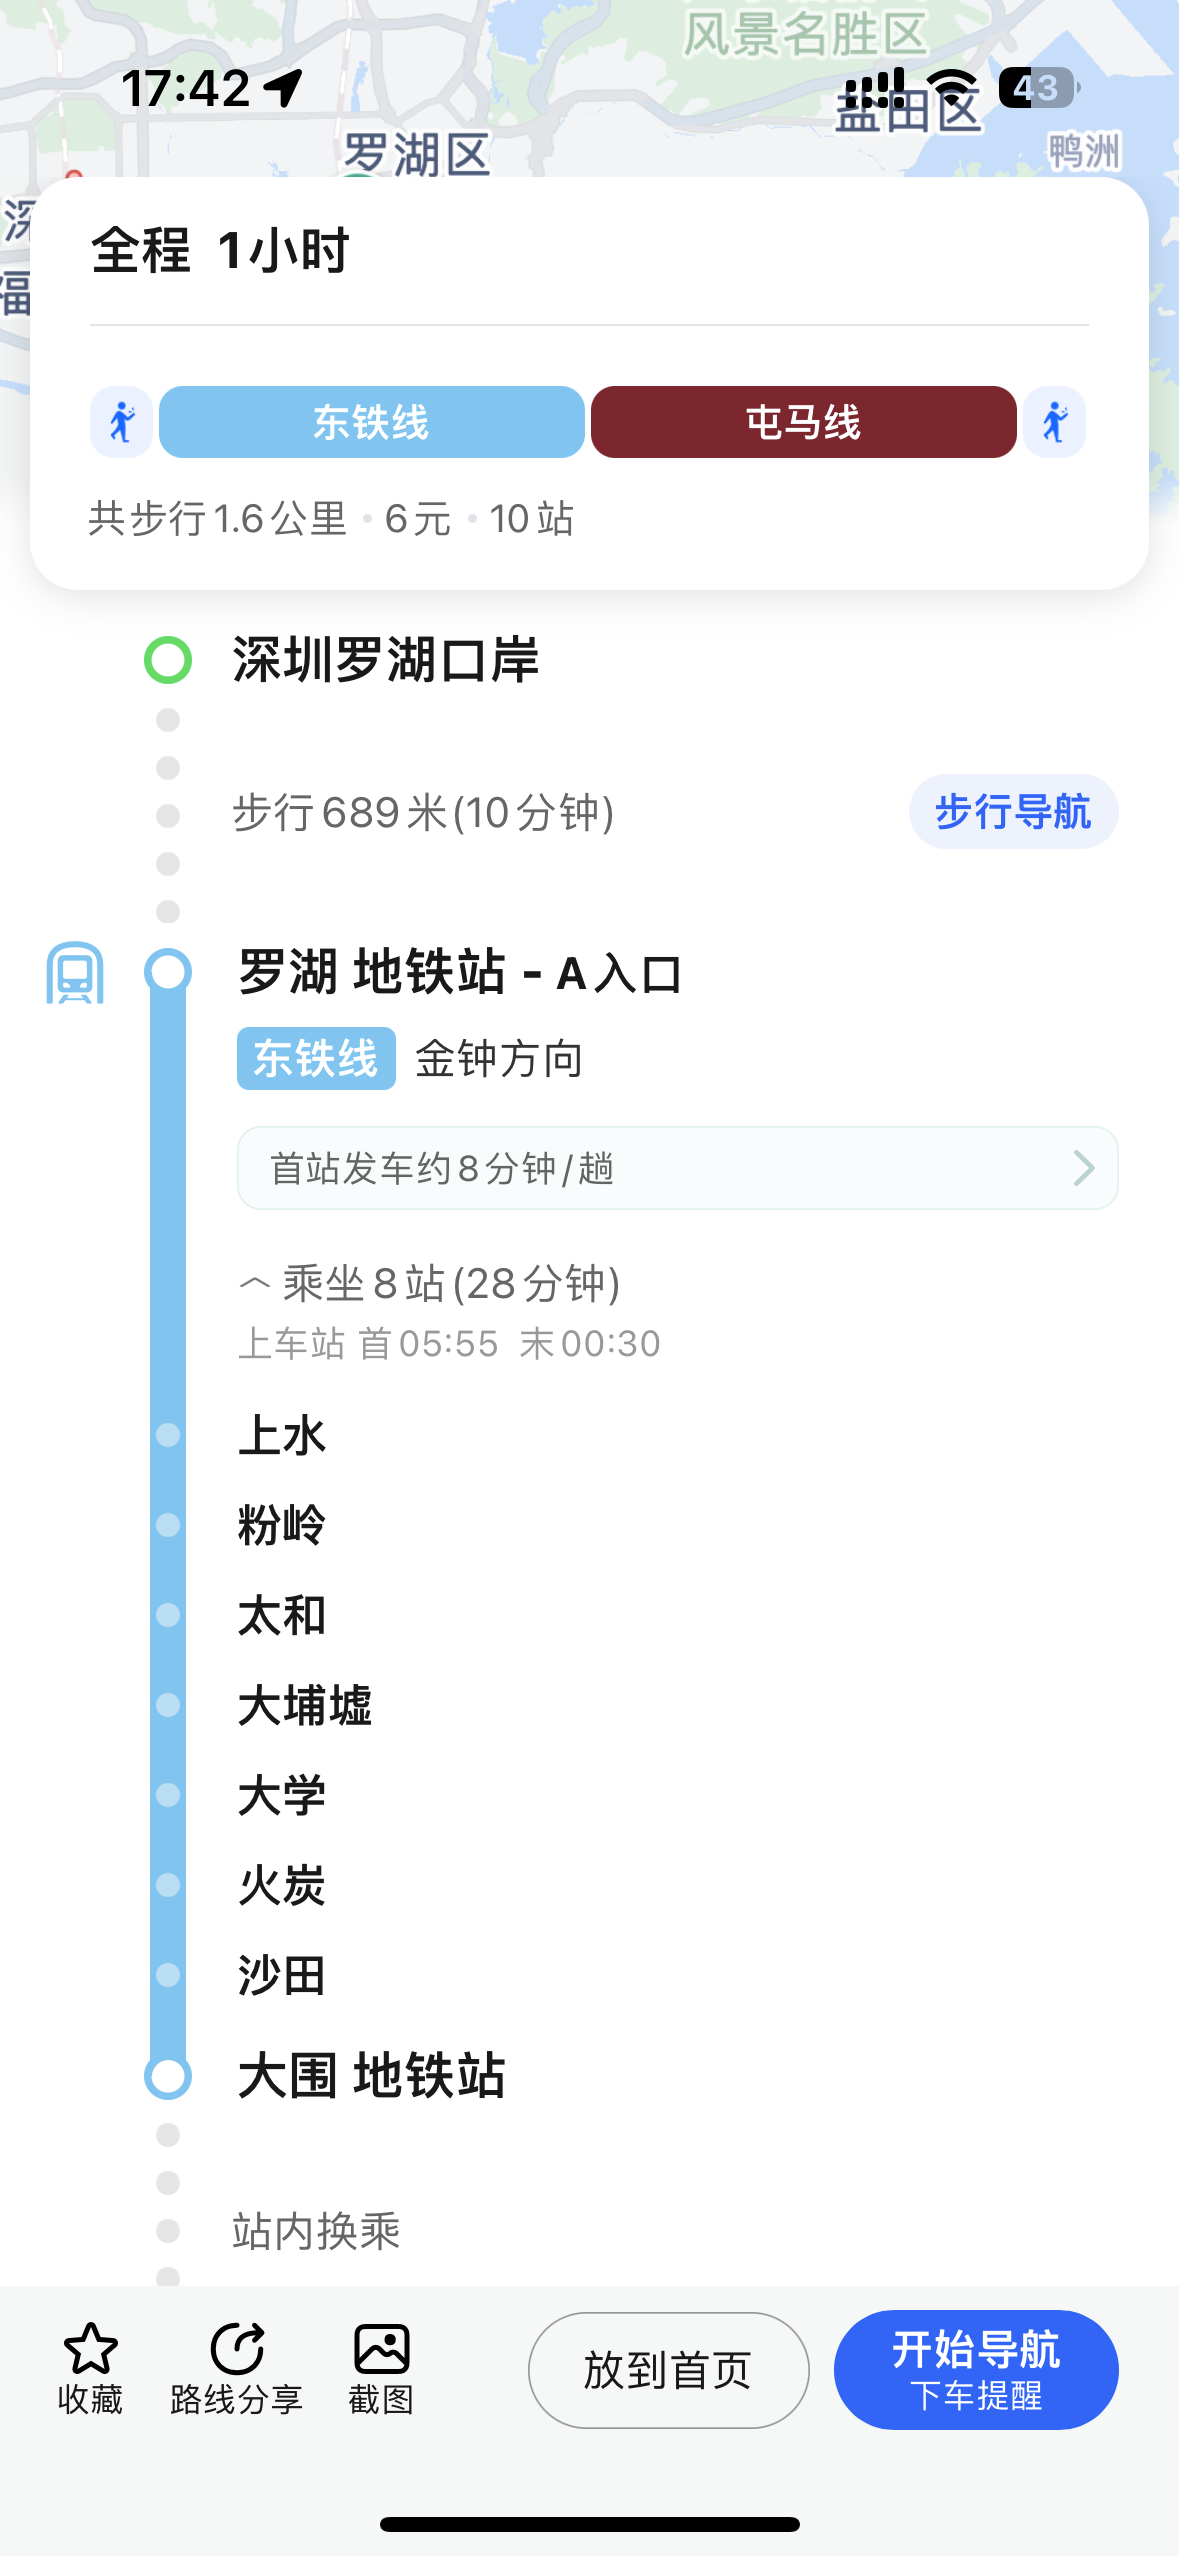 风景名胜区
17:42
43
盐田区
罗湖区
鸭洲
深
福
全程 1小时
东铁线 屯马线
共步行1.6公里 • 6元 • 10站
深圳罗湖口岸
步行689米(10分钟)
步行导航
罗湖 地铁站 - A入口
东铁线 金钟方向
首站发车约8分钟/趟
乘坐8站(28分钟)
上车站 首05:55 末00:30
上水
粉岭
太和
大埔墟
大学
火炭
沙田
大围 地铁站
站内换乘
收藏
路线分享
截图
放到首页
开始导航
下车提醒